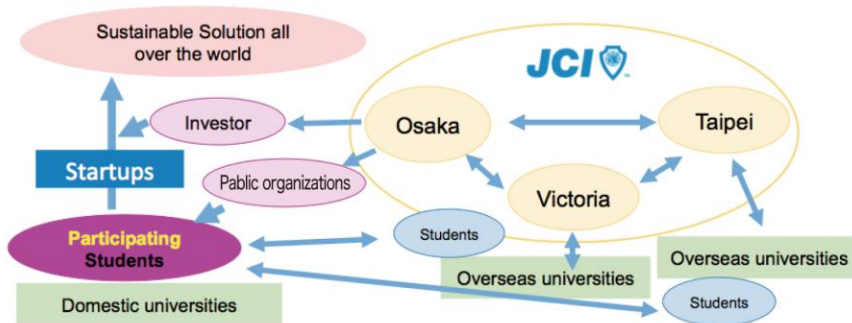 Sustainable Solution all
over the world
JCI
Investor
Osaka
Taipei
Startups
Pablic organizations
Victoria
Participating
Students
Students
Overseas universities
Overseas universities
Domestic universities
Students